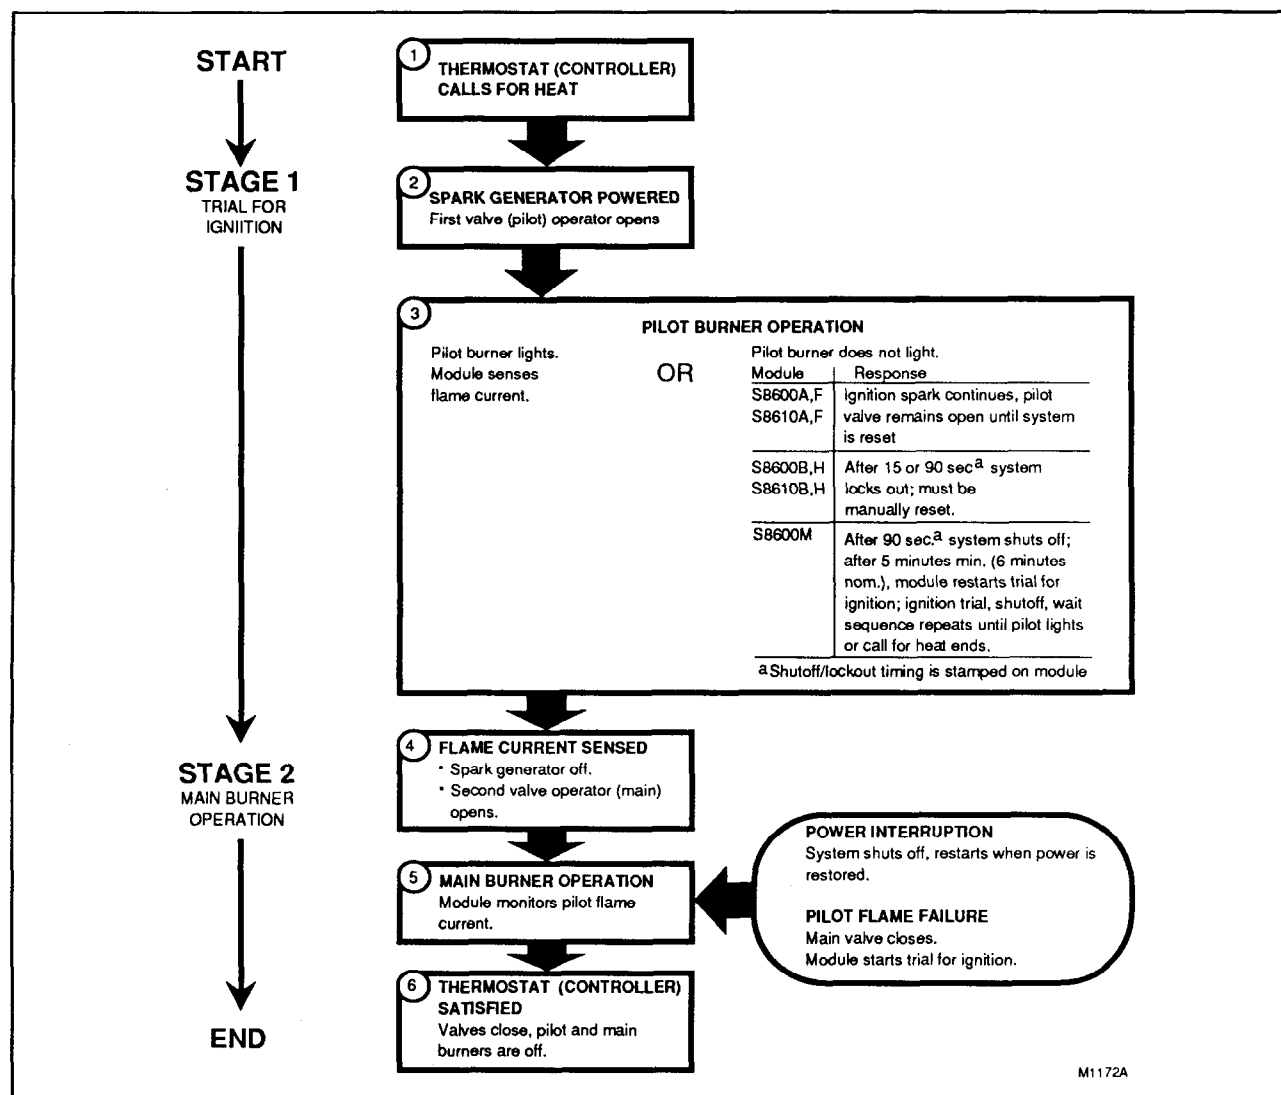 START
1
THERMOSTAT (CONTROLLER)
CALLS FOR HEAT
STAGE 1
TRIAL FOR
IGNIITION
2
SPARK GENERATOR POWERED
First valve (pilot) operator opens
3
PILOT BURNER OPERATION
Pilot burner lights.
Module senses
flame current.
OR
Pilot burner does not light.
Module Response
S8600A,F Ignition spark continues, pilot
S8610A,F valve remains open until system
is reset
S8600B,H After 15 or 90 sec a system
S8610B,H locks out; must be
manually reset.
S8600M After 90 sec. a system shuts off;
after 5 minutes min. (6 minutes
nom.), module restarts trial for
ignition; ignition trial, shutoff, wait
sequence repeats until pilot lights
or call for heat ends.
a Shutoff/lockout timing is stamped on module
STAGE 2
MAIN BURNER
OPERATION
4
FLAME CURRENT SENSED
• Spark generator off.
• Second valve operator (main)
opens.
5
MAIN BURNER OPERATION
Module monitors pilot flame
current.
POWER INTERRUPTION
System shuts off, restarts when power is
restored.
PILOT FLAME FAILURE
Main valve closes.
Module starts trial for ignition.
END
6
THERMOSTAT (CONTROLLER)
SATISFIED
Valves close, pilot and main
burners are off.
M1172A